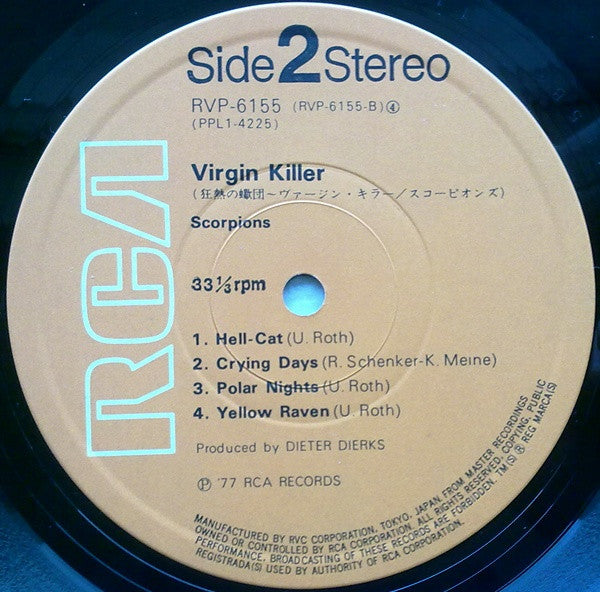 Side 2 Stereo
RVP-6155 (RVP-6155-B) ④
(PPL1-4225)
RCA
Virgin Killer
(狂熱の蠍団〜ヴァージン・キラー/スコーピオンズ)
Scorpions
33 1/3 rpm
1. Hell-Cat (U. Roth)
2. Crying Days (R. Schenker-K. Meine)
3. Polar Nights (U. Roth)
4. Yellow Raven (U. Roth)
Produced by DIETER DIERKS
Ⓟ '77 RCA RECORDS
MANUFACTURED BY RVC CORPORATION, TOKYO, JAPAN, FROM MASTER RECORDINGS
OWNED OR CONTROLLED BY RCA CORPORATION. ALL RIGHTS RESERVED. COPYING, PUBLIC
PERFORMANCE, BROADCASTING OF THESE RECORDS ARE FORBIDDEN. TM(S) ® REG MARCA(S)
REGISTRADA(S) USED BY AUTHORITY OF RCA CORPORATION.